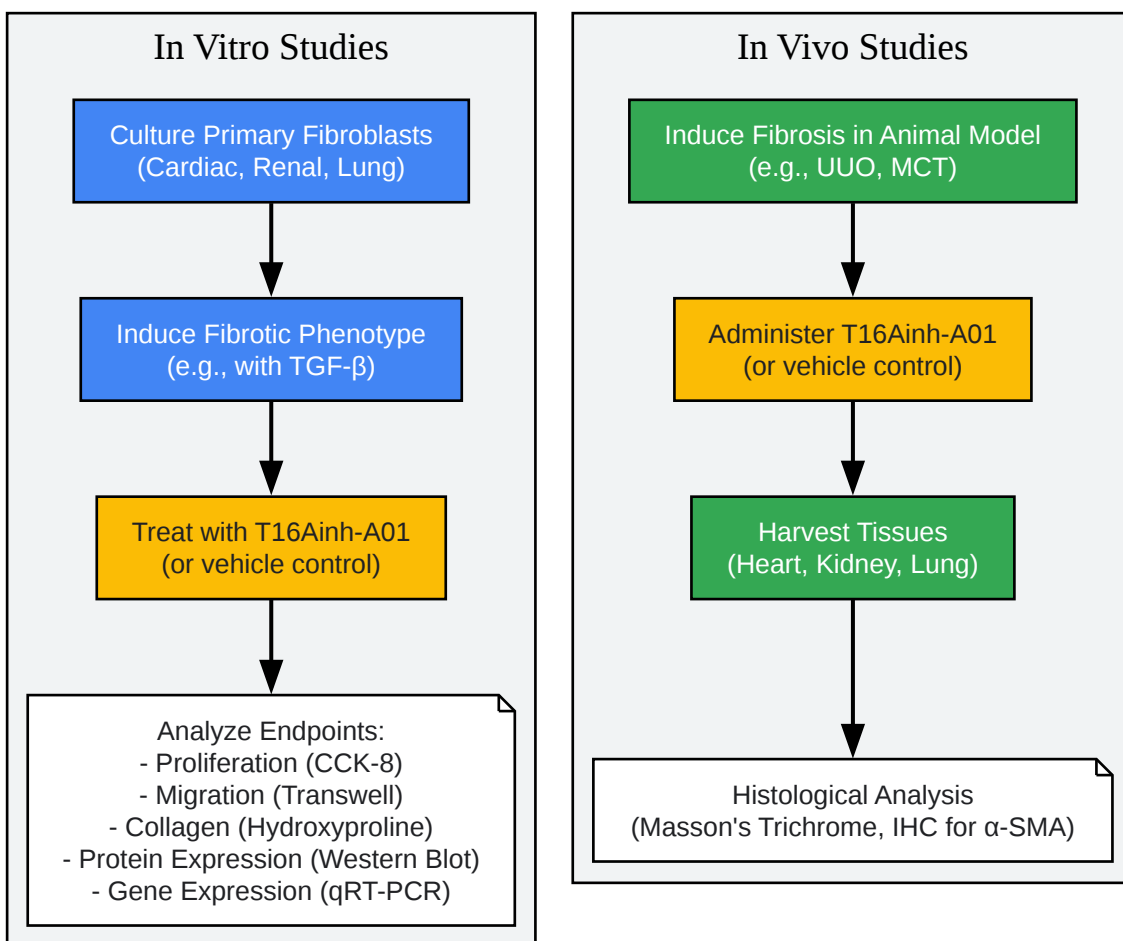 In Vitro Studies
Culture Primary Fibroblasts
(Cardiac, Renal, Lung)
Induce Fibrotic Phenotype
(e.g., with TGF-β)
Treat with T16Ainh-A01
(or vehicle control)
Analyze Endpoints:
- Proliferation (CCK-8)
- Migration (Transwell)
- Collagen (Hydroxyproline)
- Protein Expression (Western Blot)
- Gene Expression (qRT-PCR)
In Vivo Studies
Induce Fibrosis in Animal Model
(e.g., UUO, MCT)
Administer T16Ainh-A01
(or vehicle control)
Harvest Tissues
(Heart, Kidney, Lung)
Histological Analysis
(Masson's Trichrome, IHC for α-SMA)